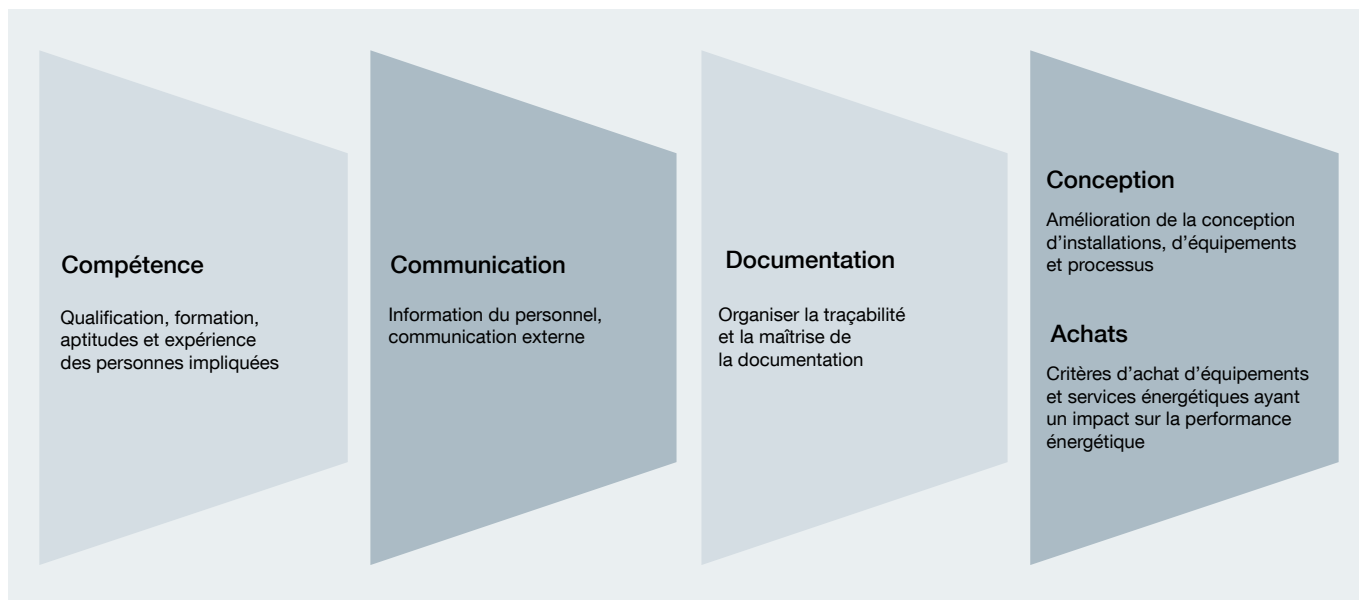 Compétence
Qualification, formation,
aptitudes et expérience
des personnes impliquées
Communication
Information du personnel,
communication externe
Documentation
Organiser la traçabilité
et la maîtrise de
la documentation
Conception
Amélioration de la conception
d’installations, d’équipements
et processus
Achats
Critères d’achat d’équipements
et services énergétiques ayant
un impact sur la performance
énergétique